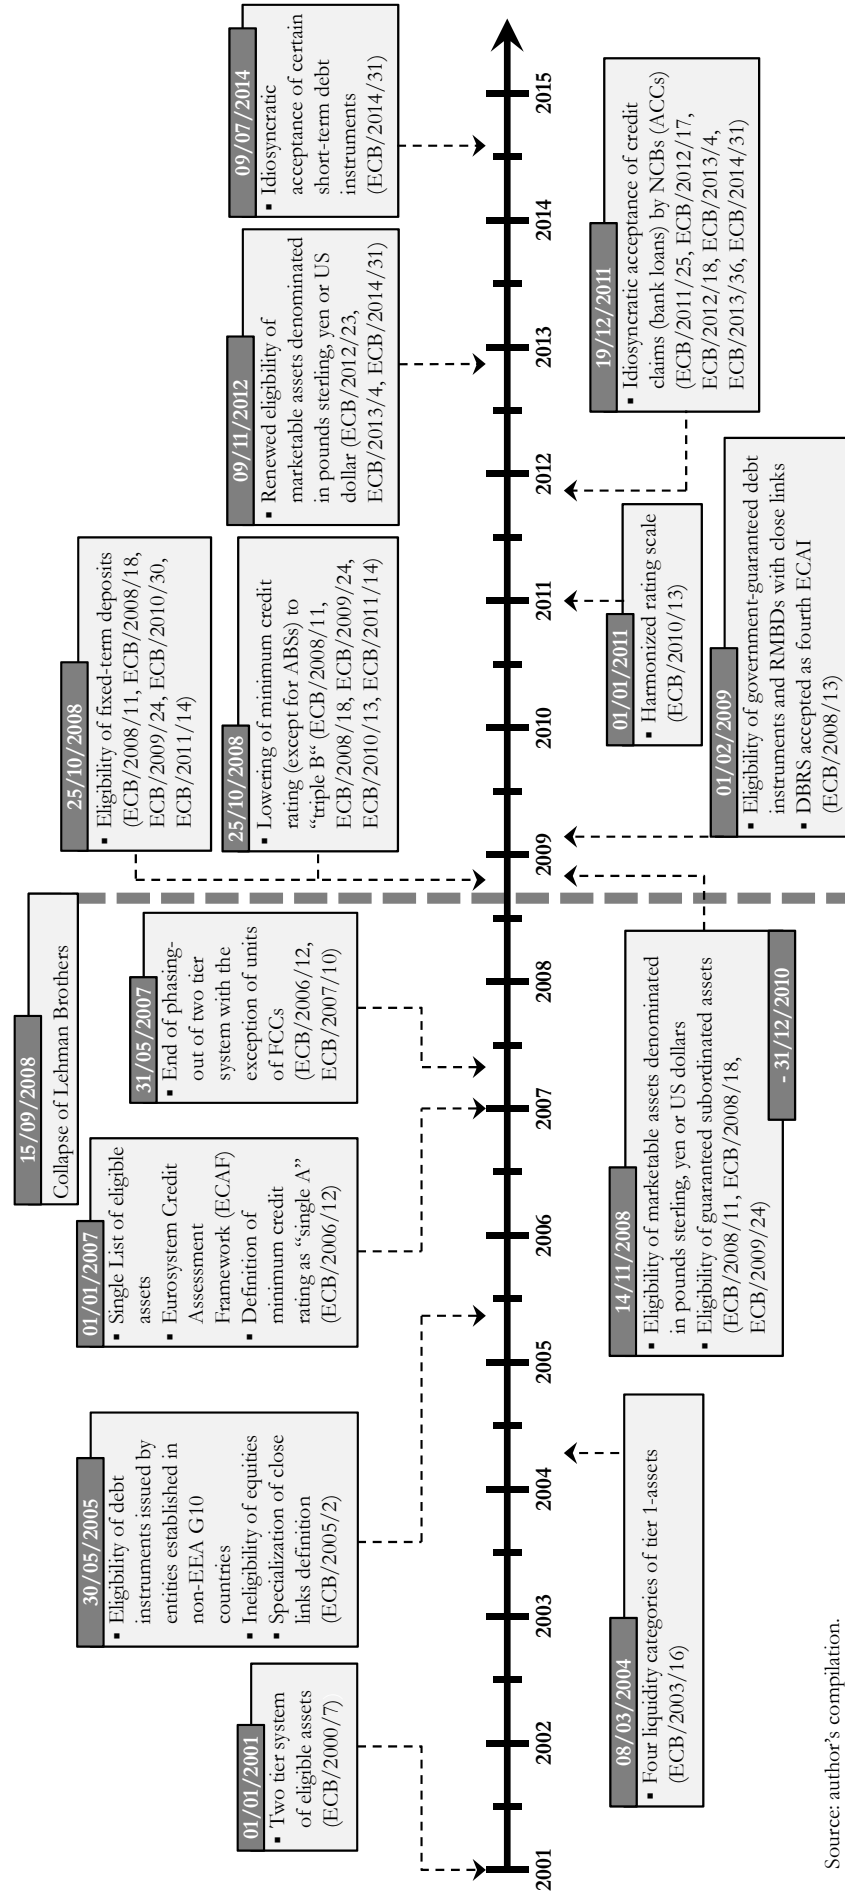 15/09/2008
Collapse of Lehman Brothers
01/01/2001
▪ Two tier system
of eligible assets
(ECB/2000/7)
30/05/2005
▪ Eligibility of debt
instruments issued by
entities established in
non-EEA G10
countries
▪ Ineligibility of equities
▪ Specialization of close
links definition
(ECB/2005/2)
01/01/2007
▪ Single List of eligible
assets
▪ Eurosystem Credit
Assessment
Framework (ECAF)
▪ Definition of
minimum credit
rating as “single A”
(ECB/2006/12)
31/05/2007
▪ End of phasing-
out of two tier
system with the
exception of units
of FCCs
(ECB/2006/12,
ECB/2007/10)
25/10/2008
▪ Eligibility of fixed-term deposits
(ECB/2008/11, ECB/2008/18,
ECB/2009/24, ECB/2010/30,
ECB/2011/14)
25/10/2008
▪ Lowering of minimum credit
rating (except for ABSs) to
“triple B“ (ECB/2008/11,
ECB/2008/18, ECB/2009/24,
ECB/2010/13, ECB/2011/14)
09/11/2012
▪ Renewed eligibility of
marketable assets denominated
in pounds sterling, yen or US
dollar (ECB/2012/23,
ECB/2013/4, ECB/2014/31)
09/07/2014
▪ Idiosyncratic
acceptance of certain
short-term debt
instruments
(ECB/2014/31)
2001
2002
2003
2004
2005
2006
2007
2008
2009
2010
2011
2012
2013
2014
2015
08/03/2004
▪ Four liquidity categories of tier 1-assets
(ECB/2003/16)
14/11/2008
▪ Eligibility of marketable assets denominated
in pounds sterling, yen or US dollars
▪ Eligibility of guaranteed subordinated assets
(ECB/2008/11, ECB/2008/18,
ECB/2009/24)
- 31/12/2010
01/02/2009
▪ Eligibility of government-guaranteed debt
instruments and RMBDs with close links
▪ DBRS accepted as fourth ECAI
(ECB/2008/13)
01/01/2011
▪ Harmonized rating scale
(ECB/2010/13)
19/12/2011
▪ Idiosyncratic acceptance of credit
claims (bank loans) by NCBs (ACCs)
(ECB/2011/25, ECB/2012/17,
ECB/2012/18, ECB/2013/4,
ECB/2013/36, ECB/2014/31)
Source: author’s compilation.